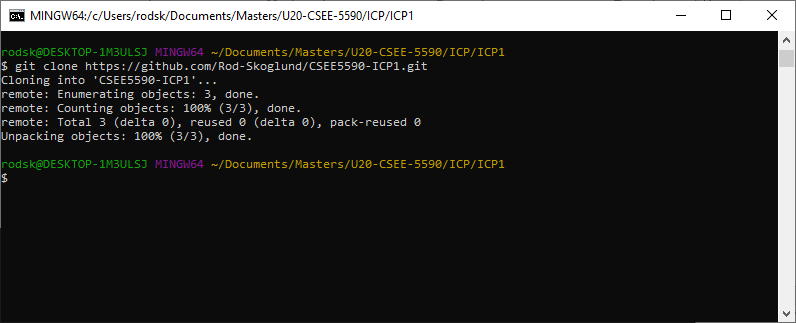 MINGW64:/c/Users/rodsk/Documents/Masters/U20-CSEE-5590/ICP/ICP1
rodsk@DESKTOP-1M3ULSJ MINGW64 ~/Documents/Masters/U20-CSEE-5590/ICP/ICP1
$ git clone https://github.com/Rod-Skoglund/CSEE5590-ICP1.git
Cloning into 'CSEE5590-ICP1'...
remote: Enumerating objects: 3, done.
remote: Counting objects: 100% (3/3), done.
remote: Total 3 (delta 0), reused 0 (delta 0), pack-reused 0
Unpacking objects: 100% (3/3), done.
rodsk@DESKTOP-1M3ULSJ MINGW64 ~/Documents/Masters/U20-CSEE-5590/ICP/ICP1
$